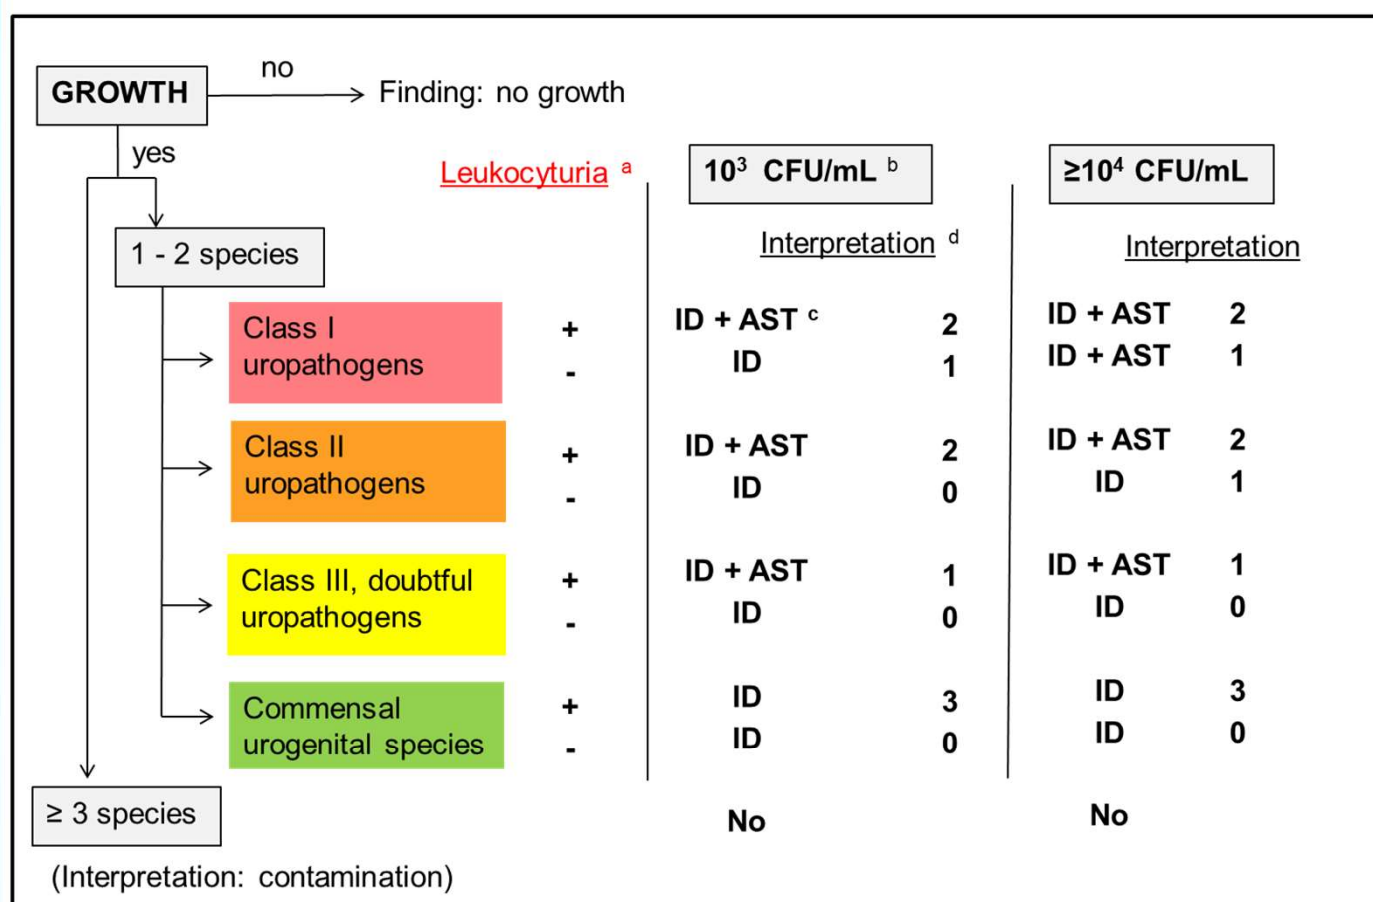 no
GROWTH
Finding: no growth
yes
Leukocyturia a
10³ CFU/mL b
≥10⁴ CFU/mL
1 - 2 species
Interpretation d
Interpretation
Class I
uropathogens
+
-
ID + AST c 2
ID 1
ID + AST 2
ID + AST 1
Class II
uropathogens
+
-
ID + AST 2
ID 0
ID + AST 2
ID 1
Class III, doubtful
uropathogens
+
-
ID + AST 1
ID 0
ID + AST 1
ID 0
Commensal
urogenital species
+
-
ID 3
ID 0
ID 3
ID 0
≥ 3 species
No
No
(Interpretation: contamination)